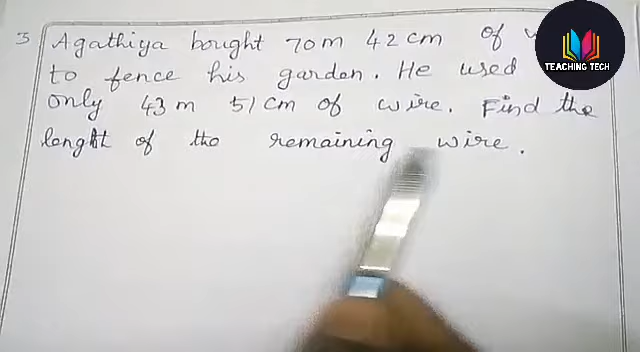 3 Agathiya bought 70m 42cm of
to fence his garden. He used
only 43m 51cm of wire. Find the
lenght of the remaining wire.
TEACHING TECH